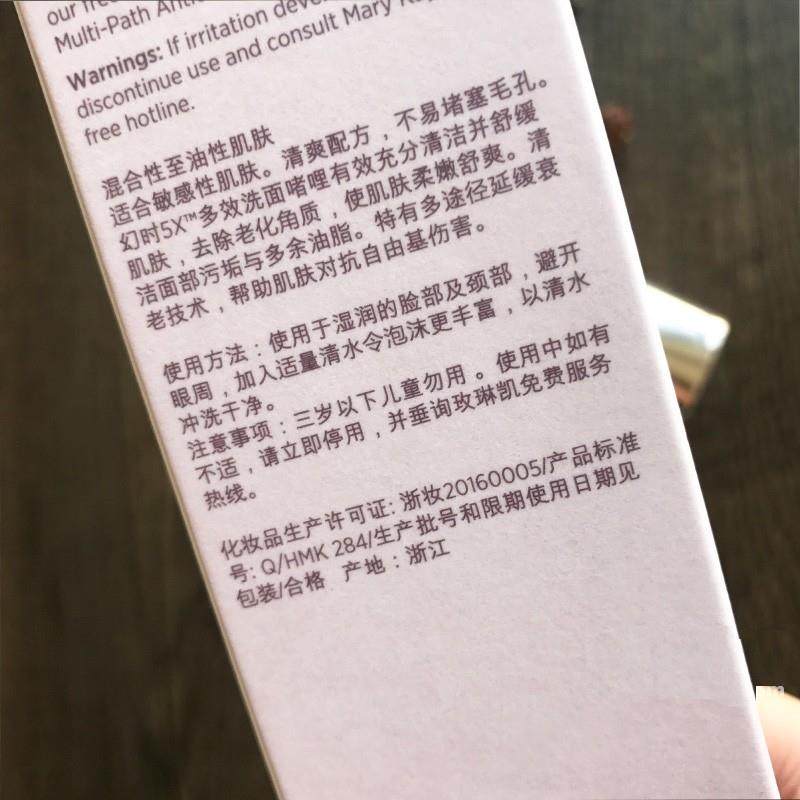 our free
Multi-Path
Warnings: If irritation
discontinue use and consult Mary
free hotline.
混合性至油性肌肤
适合敏感性肌肤。清爽配方，不易堵塞毛孔。
幻时5X™多效洗面啫哩有效充分清洁并舒缓
肌肤，去除老化角质，使肌肤柔嫩舒爽。清
洁面部污垢与多余油脂。特有多途径延缓衰
老技术，帮助肌肤对抗自由基伤害。
使用方法：使用于湿润的脸部及颈部，避开
眼周，加入适量清水令泡沫更丰富，以清水
冲洗干净。
注意事项：三岁以下儿童勿用。使用中如有
不适，请立即停用，并垂询玫琳凯免费服务
热线。
化妆品生产许可证: 浙妆20160005/产品标准
号: Q/HMK 284/生产批号和限期使用日期见
包装/合格 产地：浙江